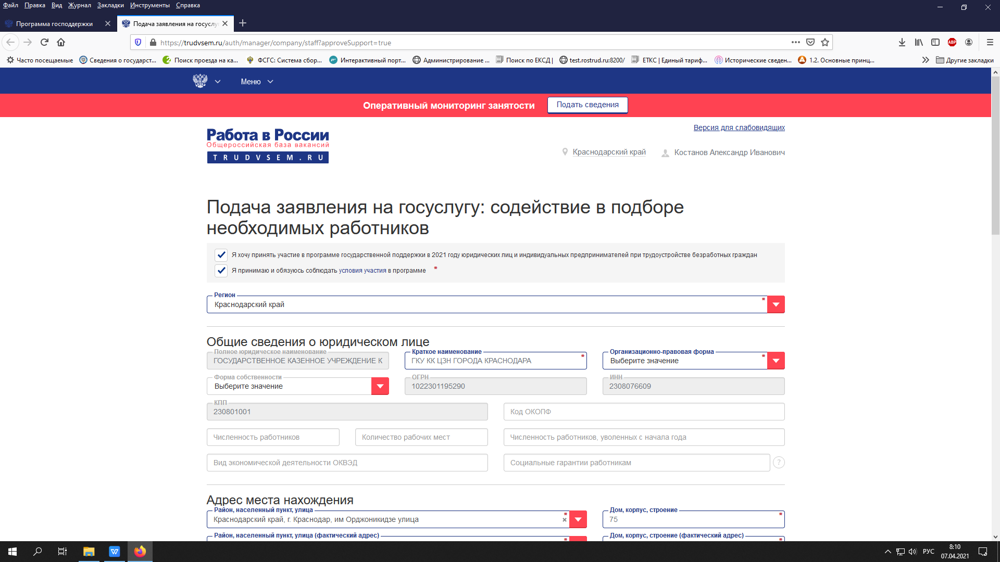 Файл Правка Вид Журнал Закладки Инструменты Справка
Программа господдержки
Подача заявления на госуслу
https://trudvsem.ru/auth/manager/company/staff?approveSupport=true
ABP
Часто посещаемые Сведения о государст... Поиск проезда на ка... ФСГС: Система сбор... Интерактивный порт... Администрирование ... Поиск по ЕКСД | test.rostrud.ru:8200/ ЕТКС | Единый тариф... Исторические сведен... 1.2. Основные принц... Другие закладки
Меню
Оперативный мониторинг занятости Подать сведения
Версия для слабовидящих
Работа в России
Общероссийская база вакансий
TRUDVSEM.RU
Краснодарский край Костанов Александр Иванович
Подача заявления на госуслугу: содействие в подборе
необходимых работников
Я хочу принять участие в программе государственной поддержки в 2021 году юридических лиц и индивидуальных предпринимателей при трудоустройстве безработных граждан
Я принимаю и обязуюсь соблюдать условия участия в программе *
Регион
Краснодарский край *
Общие сведения о юридическом лице
Полное юридическое наименование Краткое наименование Организационно-правовая форма
ГОСУДАРСТВЕННОЕ КАЗЕННОЕ УЧРЕЖДЕНИЕ К ГКУ КК ЦЗН ГОРОДА КРАСНОДАРА * Выберите значение *
Форма собственности ОГРН ИНН
Выберите значение 1022301195290 2308076609
КПП
230801001 Код ОКОПФ
Численность работников Количество рабочих мест Численность работников, уволенных с начала года
Вид экономической деятельности ОКВЭД Социальные гарантии работникам ?
Адрес места нахождения
Район, населенный пункт, улица Дом, корпус, строение
Краснодарский край, г. Краснодар, им Орджоникидзе улица * 75 *
Район, населенный пункт, улица (фактический адрес) * Дом, корпус, строение (фактический адрес) *
РУС
8:10
07.04.2021